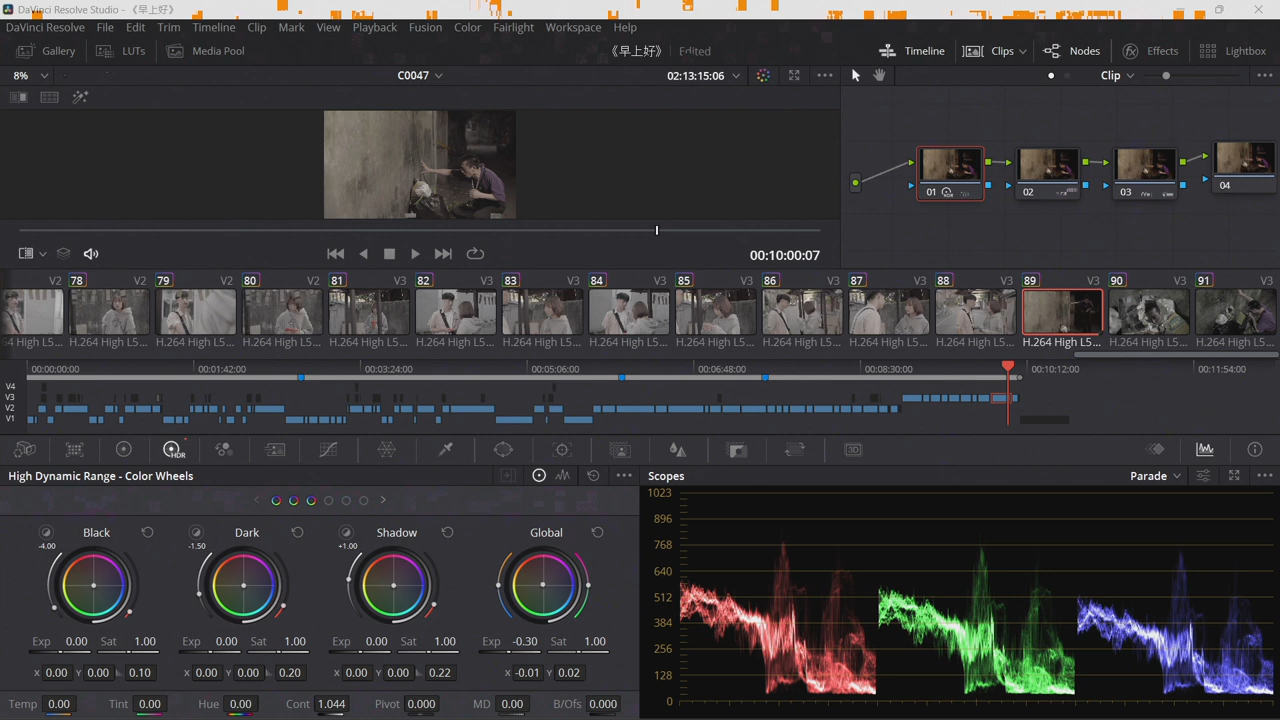 DaVinci Resolve Studio - 《早上好》
DaVinci Resolve File Edit Trim Timeline Clip Mark View Playback Fusion Color Fairlight Workspace Help
Gallery LUTs Media Pool 《早上好》 Edited Timeline Clips Nodes Effects Lightbox
8% C0047 02:13:15:06 Clip
01 HDR 02 03 04
00:10:00:07
V2 78 V2 79 V2 80 V2 81 V3 82 V3 83 V3 84 V3 85 V3 86 V3 87 V3 88 V3 89 V3 90 V3 91 V3
64 High L5... H.264 High L5... H.264 High L5... H.264 High L5... H.264 High L5... H.264 High L5... H.264 High L5... H.264 High L5... H.264 High L5... H.264 High L5... H.264 High L5... H.264 High L5... H.264 High L5... H.264 High L5... H.264 High L5...
00:00:00:00 00:01:42:00 00:03:24:00 00:05:06:00 00:06:48:00 00:08:30:00 00:10:12:00 00:11:54:00
V4
V3
V2
V1
HDR 3D
High Dynamic Range - Color Wheels
Black Dark Shadow Global
-4.00 -1.50 +1.00
Exp 0.00 Sat 1.00 Exp 0.00 Sat 1.00 Exp 0.00 Sat 1.00 Exp -0.30 Sat 1.00
X 0.00 Y 0.00 0.10 X 0.00 Y 0.00 0.20 X 0.00 Y 0.00 0.22 X -0.01 Y 0.02
Temp 0.00 Tint 0.00 Hue 0.00 Cont 1.044 Pivot 0.000 MD 0.00 B/Ofs 0.000
Scopes Parade
1023
896
768
640
512
384
256
128
0